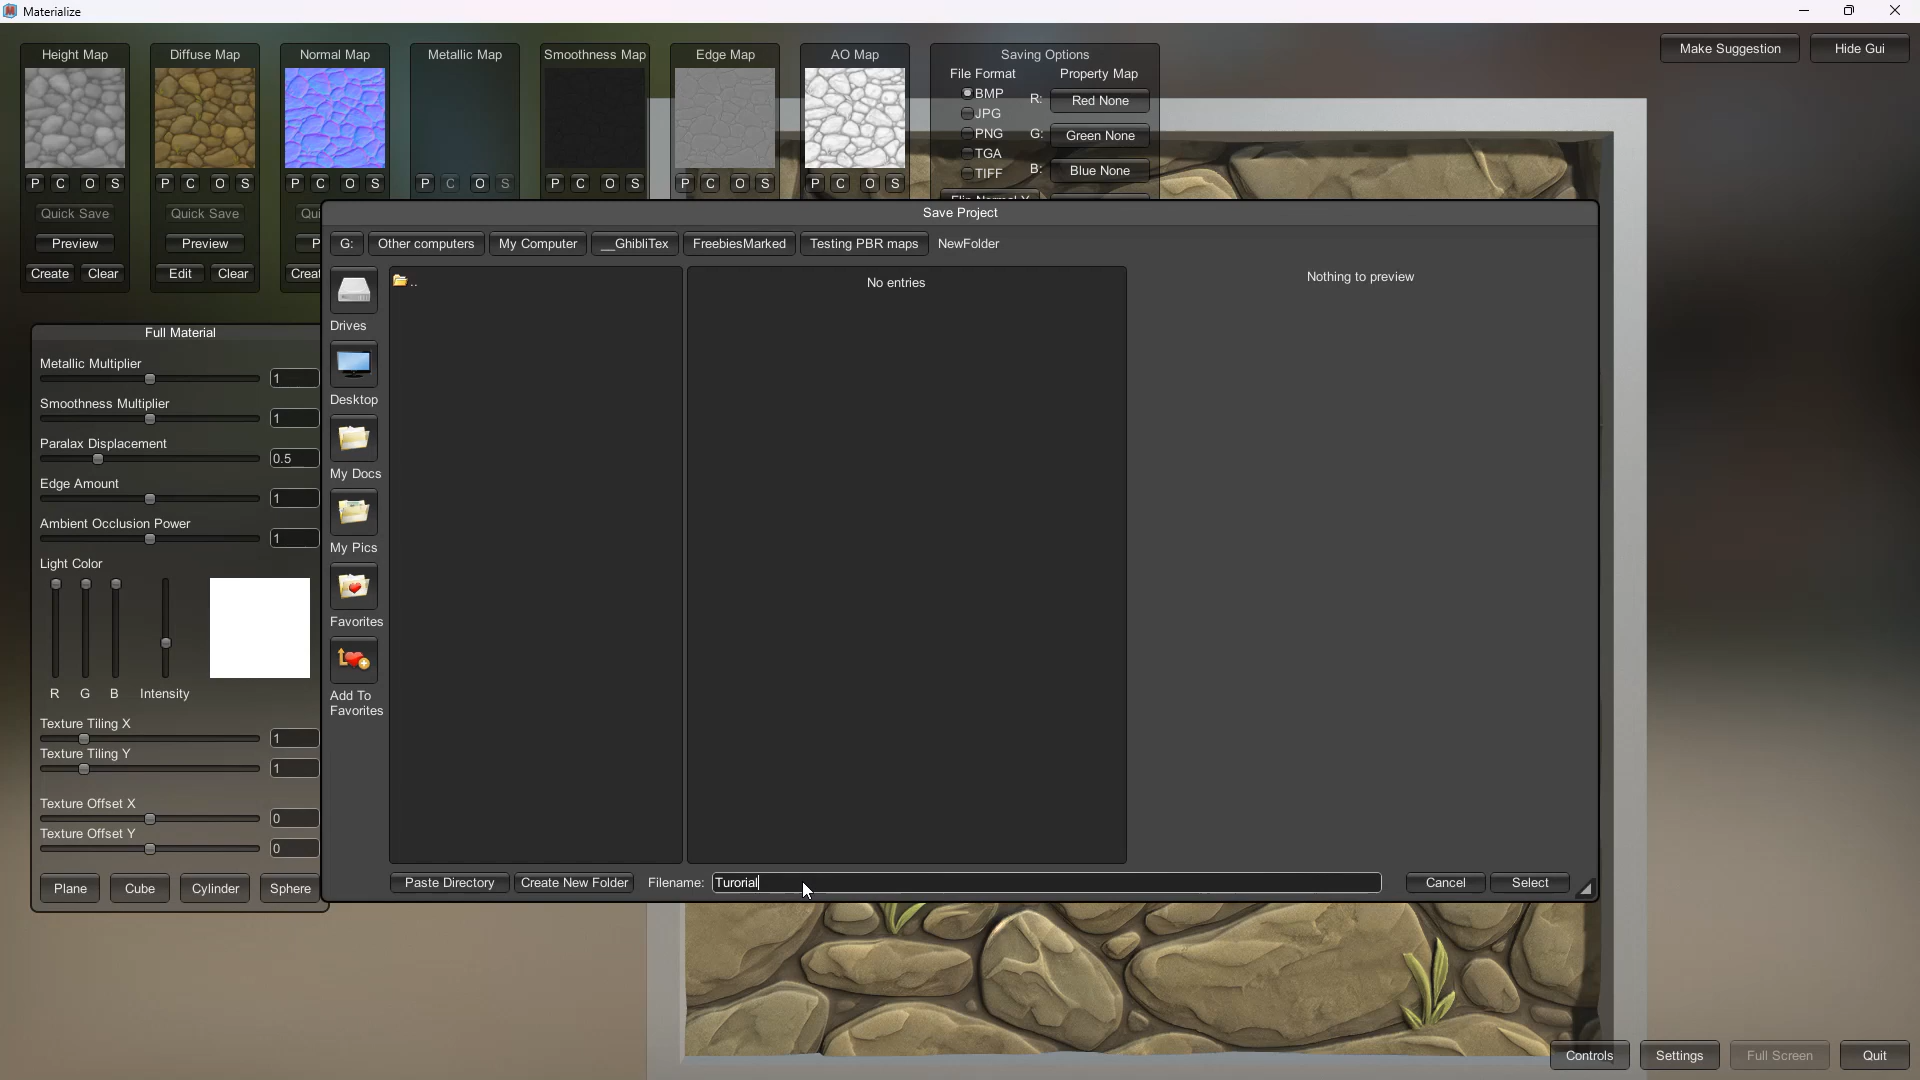 Materialize
Height Map
Diffuse Map
Normal Map
Metallic Map
Smoothness Map
Edge Map
AO Map
Saving Options
File Format
Property Map
BMP
JPG
PNG
TGA
TIFF
R: Red None
G: Green None
B: Blue None
Make Suggestion
Hide Gui
P C O S
P C O S
P C O S
P C O S
P C O S
P C O S
P C O S
Quick Save
Quick Save
Qui
Preview
Preview
P
Create
Clear
Edit
Clear
Creat
Flip Normal Y
Save Project
G:
Other computers
My Computer
__GhibliTex
FreebiesMarked
Testing PBR maps
NewFolder
..
No entries
Nothing to preview
Drives
Desktop
My Docs
My Pics
Favorites
Add To
Favorites
Full Material
Metallic Multiplier
1
Smoothness Multiplier
1
Paralax Displacement
0.5
Edge Amount
1
Ambient Occlusion Power
1
Light Color
R G B Intensity
Texture Tiling X
1
Texture Tiling Y
1
Texture Offset X
0
Texture Offset Y
0
Plane
Cube
Cylinder
Sphere
Paste Directory
Create New Folder
Filename:
Turorial
Cancel
Select
Controls
Settings
Full Screen
Quit